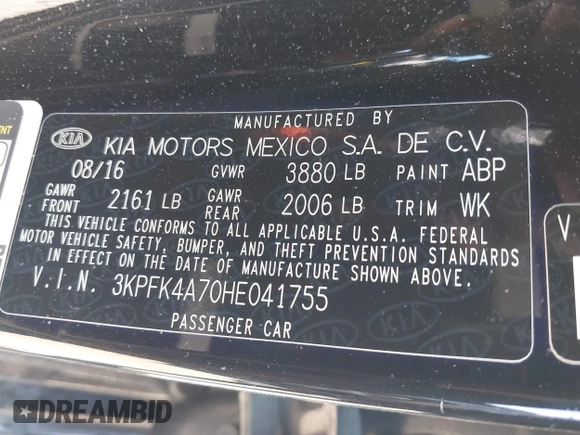 MANUFACTURED BY
KIA KIA MOTORS MEXICO S.A. DE C.V.
08/16 GVWR 3880 LB PAINT ABP
GAWR FRONT 2161 LB GAWR REAR 2006 LB TRIM WK
THIS VEHICLE CONFORMS TO ALL APPLICABLE U.S.A. FEDERAL
MOTOR VEHICLE SAFETY, BUMPER, AND THEFT PREVENTION STANDARDS
IN EFFECT ON THE DATE OF MANUFACTURE SHOWN ABOVE.
V.I.N. 3KPFK4A70HE041755
PASSENGER CAR
DREAMBID